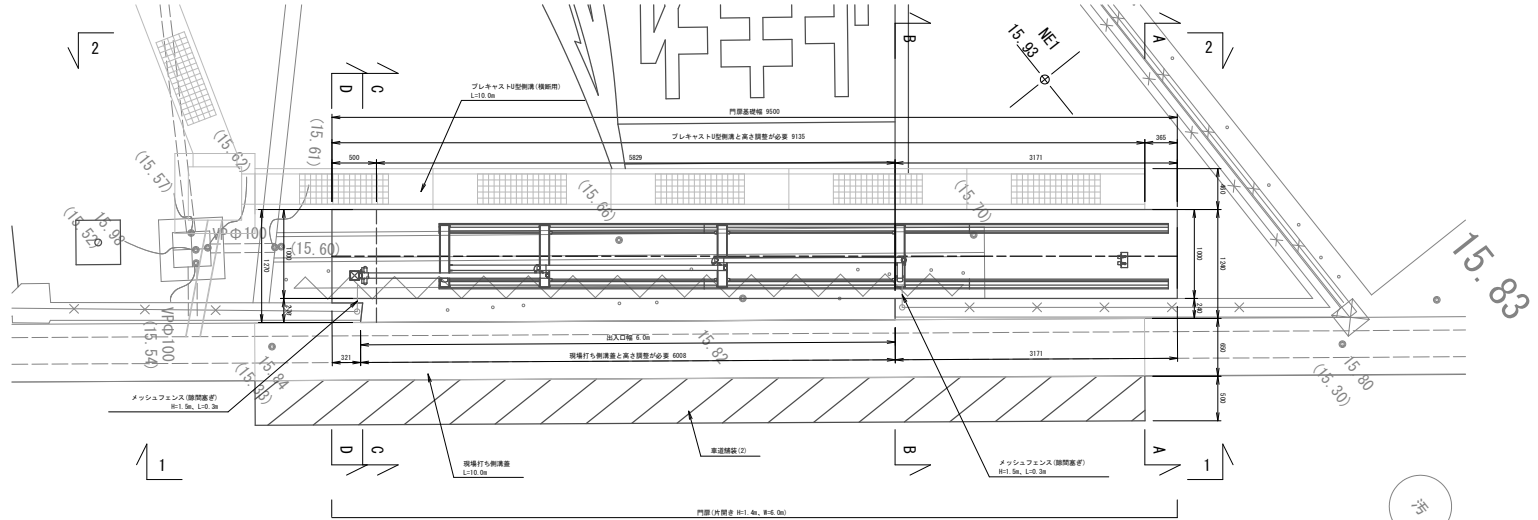 2
D
C
プレキャストU型側溝(横断用)
L=10.0m
B
NE1
15.93
A
2
門扉基礎幅 9500
プレキャストU型側溝と高さ調整が必要 9135
365
500
5829
3171
(15.61)
(15.62)
(15.57)
(15.66)
(15.70)
460
15.98
(15.52)
VPΦ100
(15.60)
1270
1000
230
1000
1240
240
15.83
VPΦ100
(15.54)
出入口幅 6.0m
15.82
321
現場打ち側溝蓋と高さ調整が必要 6008
3171
650
15.84
15.80
(15.30)
500
メッシュフェンス(隙間塞ぎ)
H=1.5m, L=0.3m
1
D
C
現場打ち側溝蓋
L=10.0m
車道舗装(2)
B
メッシュフェンス(隙間塞ぎ)
H=1.5m, L=0.3m
A
1
門扉(片開き H=1.4m, W=6.0m)
汚